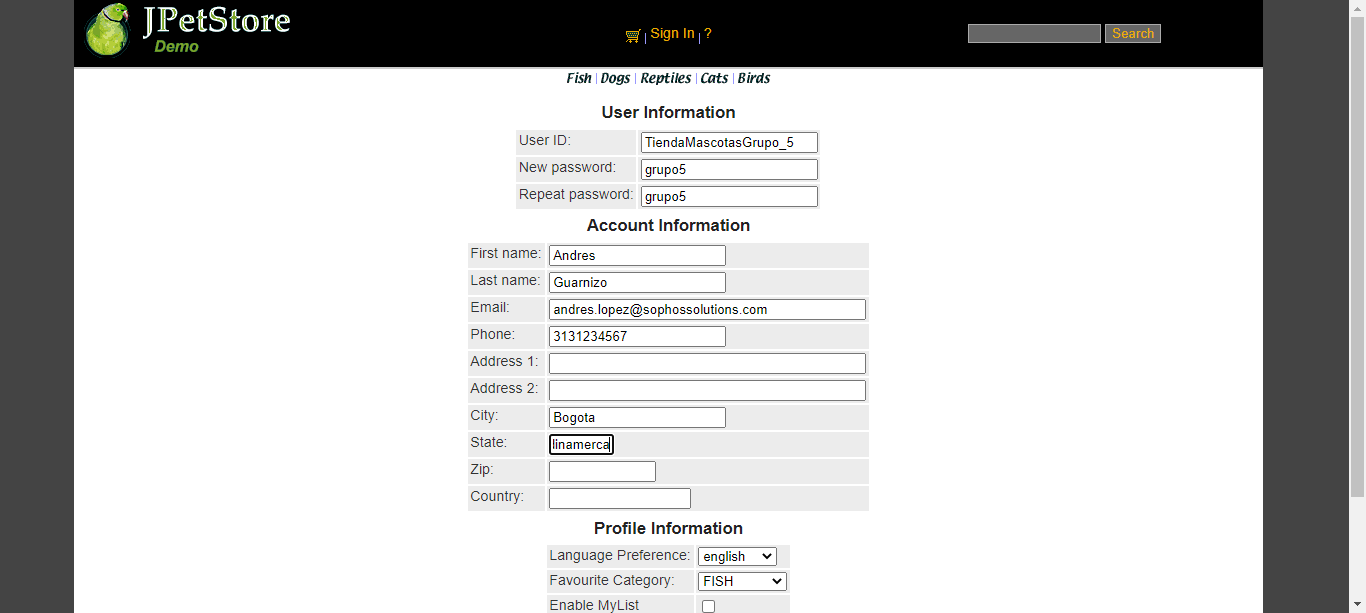 JPetStore
Demo
Sign In | ?
Search
Fish | Dogs | Reptiles | Cats | Birds
User Information
User ID: TiendaMascotasGrupo_5
New password: grupo5
Repeat password: grupo5
Account Information
First name: Andres
Last name: Guarnizo
Email: andres.lopez@sophossolutions.com
Phone: 3131234567
Address 1:
Address 2:
City: Bogota
State: linamerca
Zip:
Country:
Profile Information
Language Preference: english
Favourite Category: FISH
Enable MyList